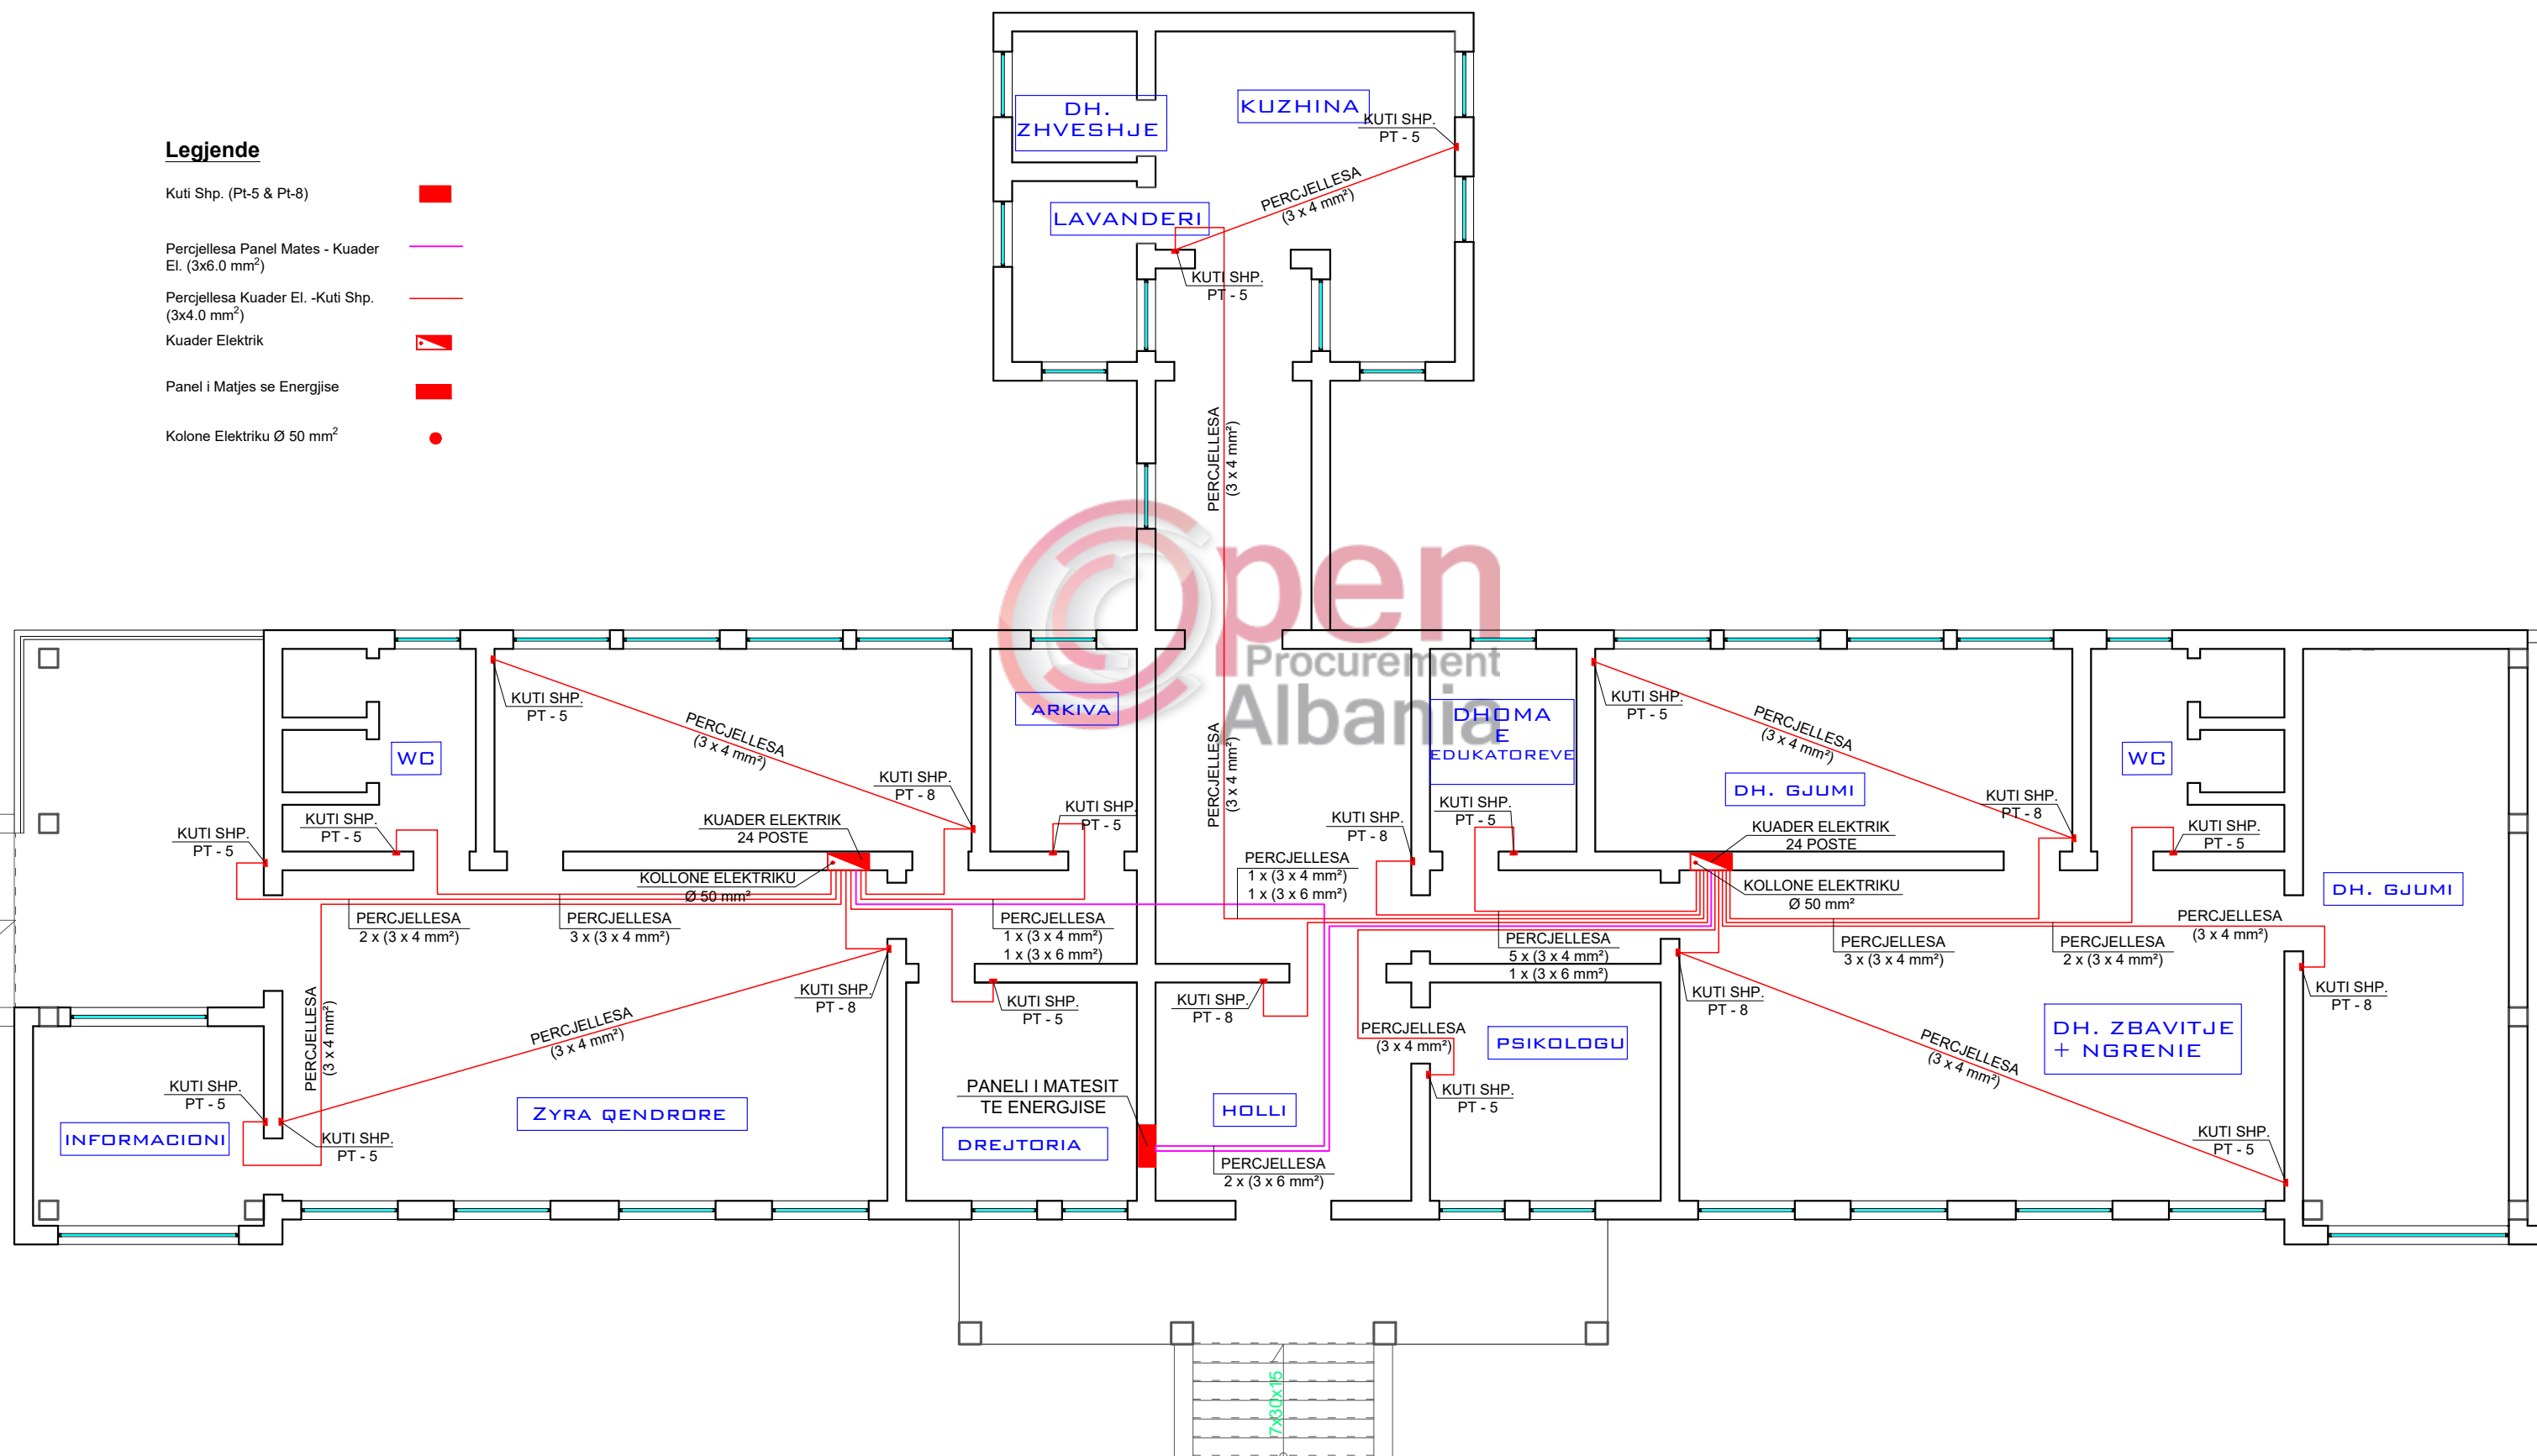 Legjende
Kuti Shp. (Pt-5 & Pt-8)
Percjellesa Panel Mates - Kuader
El. (3x6.0 mm²)
Percjellesa Kuader El. -Kuti Shp.
(3x4.0 mm²)
Kuader Elektrik
Panel i Matjes se Energjise
Kolone Elektriku Ø 50 mm²
DH.
ZHVESHJE
KUZHINA
KUTI SHP.
PT - 5
PERCJELLESA
(3 x 4 mm²)
LAVANDERI
KUTI SHP.
PT - 5
PERCJELLESA
(3 x 4 mm²)
Open
Procurement
Albania
KUTI SHP.
PT - 5
PERCJELLESA
(3 x 4 mm²)
KUTI SHP.
PT - 8
ARKIVA
KUTI SHP.
PT - 5
WC
KUTI SHP.
PT - 5
KUTI SHP.
PT - 5
KUADER ELEKTRIK
24 POSTE
KOLLONE ELEKTRIKU
Ø 50 mm²
PERCJELLESA
2 x (3 x 4 mm²)
PERCJELLESA
3 x (3 x 4 mm²)
PERCJELLESA
1 x (3 x 4 mm²)
1 x (3 x 6 mm²)
PERCJELLESA
(3 x 4 mm²)
PERCJELLESA
1 x (3 x 4 mm²)
1 x (3 x 6 mm²)
KUTI SHP.
PT - 8
DHOMA
E
EDUKATOREVE
KUTI SHP.
PT - 5
KUTI SHP.
PT - 5
PERCJELLESA
(3 x 4 mm²)
DH. GJUMI
KUTI SHP.
PT - 8
KUADER ELEKTRIK
24 POSTE
KOLLONE ELEKTRIKU
Ø 50 mm²
WC
KUTI SHP.
PT - 5
DH. GJUMI
PERCJELLESA
(3 x 4 mm²)
PERCJELLESA
5 x (3 x 4 mm²)
1 x (3 x 6 mm²)
PERCJELLESA
3 x (3 x 4 mm²)
PERCJELLESA
2 x (3 x 4 mm²)
KUTI SHP.
PT - 8
PERCJELLESA
(3 x 4 mm²)
PERCJELLESA
(3 x 4 mm²)
KUTI SHP.
PT - 8
KUTI SHP.
PT - 5
KUTI SHP.
PT - 8
PERCJELLESA
(3 x 4 mm²)
PSIKOLOGU
KUTI SHP.
PT - 5
KUTI SHP.
PT - 8
PERCJELLESA
(3 x 4 mm²)
DH. ZBAVITJE
+ NGRENIE
KUTI SHP.
PT - 5
KUTI SHP.
PT - 5
INFORMACIONI
KUTI SHP.
PT - 5
ZYRA QENDRORE
PANELI I MATESIT
TE ENERGJISE
DREJTORIA
HOLLI
PERCJELLESA
2 x (3 x 6 mm²)
7x30x15